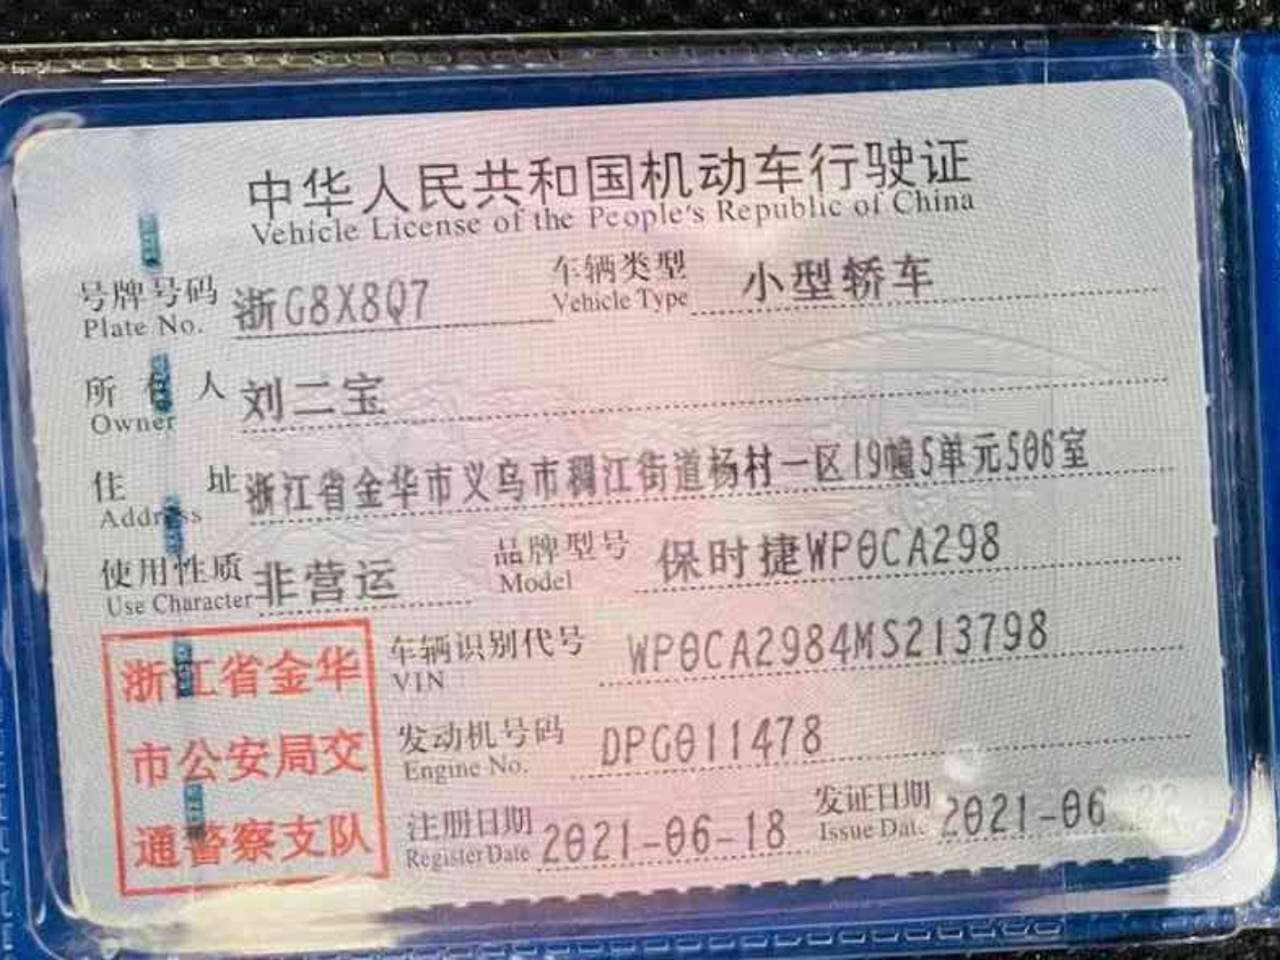 中华人民共和国机动车行驶证
Vehicle License of the People's Republic of China
号牌号码 浙G8X8Q7 车辆类型 小型轿车
Plate No. Vehicle Type
所有人 刘二宝
Owner
住址 浙江省金华市义乌市稠江街道杨村一区19幢5单元506室
Address
使用性质 非营运 品牌型号 保时捷WP0CA298
Use Character Model
车辆识别代号 WP0CA2984MS213798
VIN
发动机号码 DPG011478
Engine No.
注册日期 2021-06-18 发证日期 2021-06
Register Date Issue Date
浙江省金华
市公安局交
通警察支队